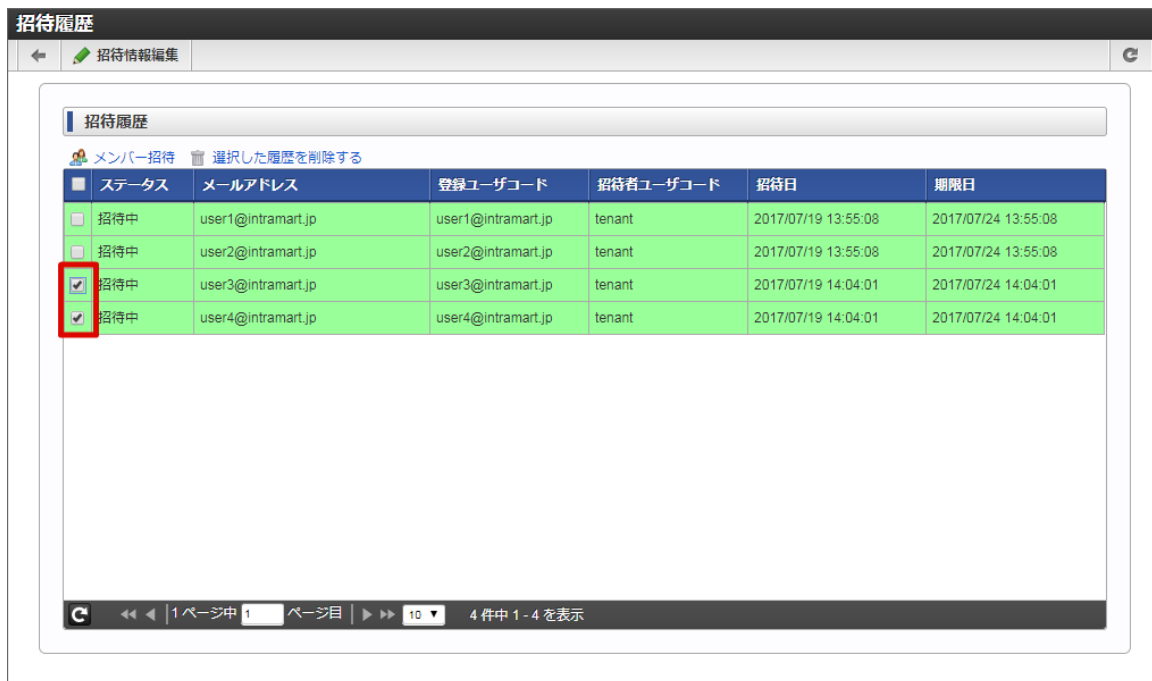 招待履歴
招待情報編集
招待履歴
メンバー招待 選択した履歴を削除する
ステータス メールアドレス 登録ユーザコード 招待者ユーザコード 招待日 期限日
招待中 user1@intramart.jp user1@intramart.jp tenant 2017/07/19 13:55:08 2017/07/24 13:55:08
招待中 user2@intramart.jp user2@intramart.jp tenant 2017/07/19 13:55:08 2017/07/24 13:55:08
招待中 user3@intramart.jp user3@intramart.jp tenant 2017/07/19 14:04:01 2017/07/24 14:04:01
招待中 user4@intramart.jp user4@intramart.jp tenant 2017/07/19 14:04:01 2017/07/24 14:04:01
1 ページ中 1 ページ目 10 4 件中 1 - 4 を表示